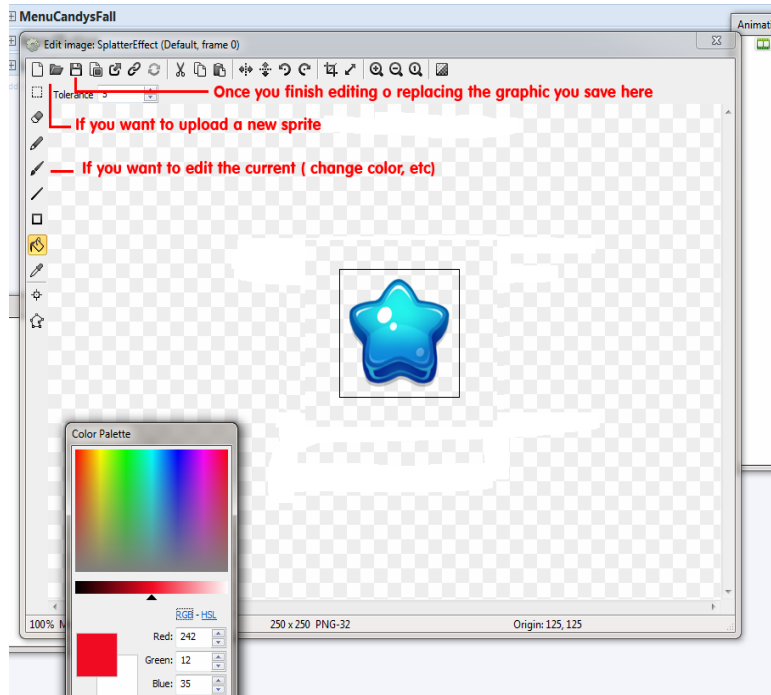 MenuCandysFall
Animati
Edit image: SplatterEffect (Default, frame 0)
Tolerance 5
Once you finish editing o replacing the graphic you save here
If you want to upload a new sprite
If you want to edit the current ( change color, etc)
Color Palette
RGB - HSL
100% M
250 x 250 PNG-32
Origin: 125, 125
Red: 242
Green: 12
Blue: 35